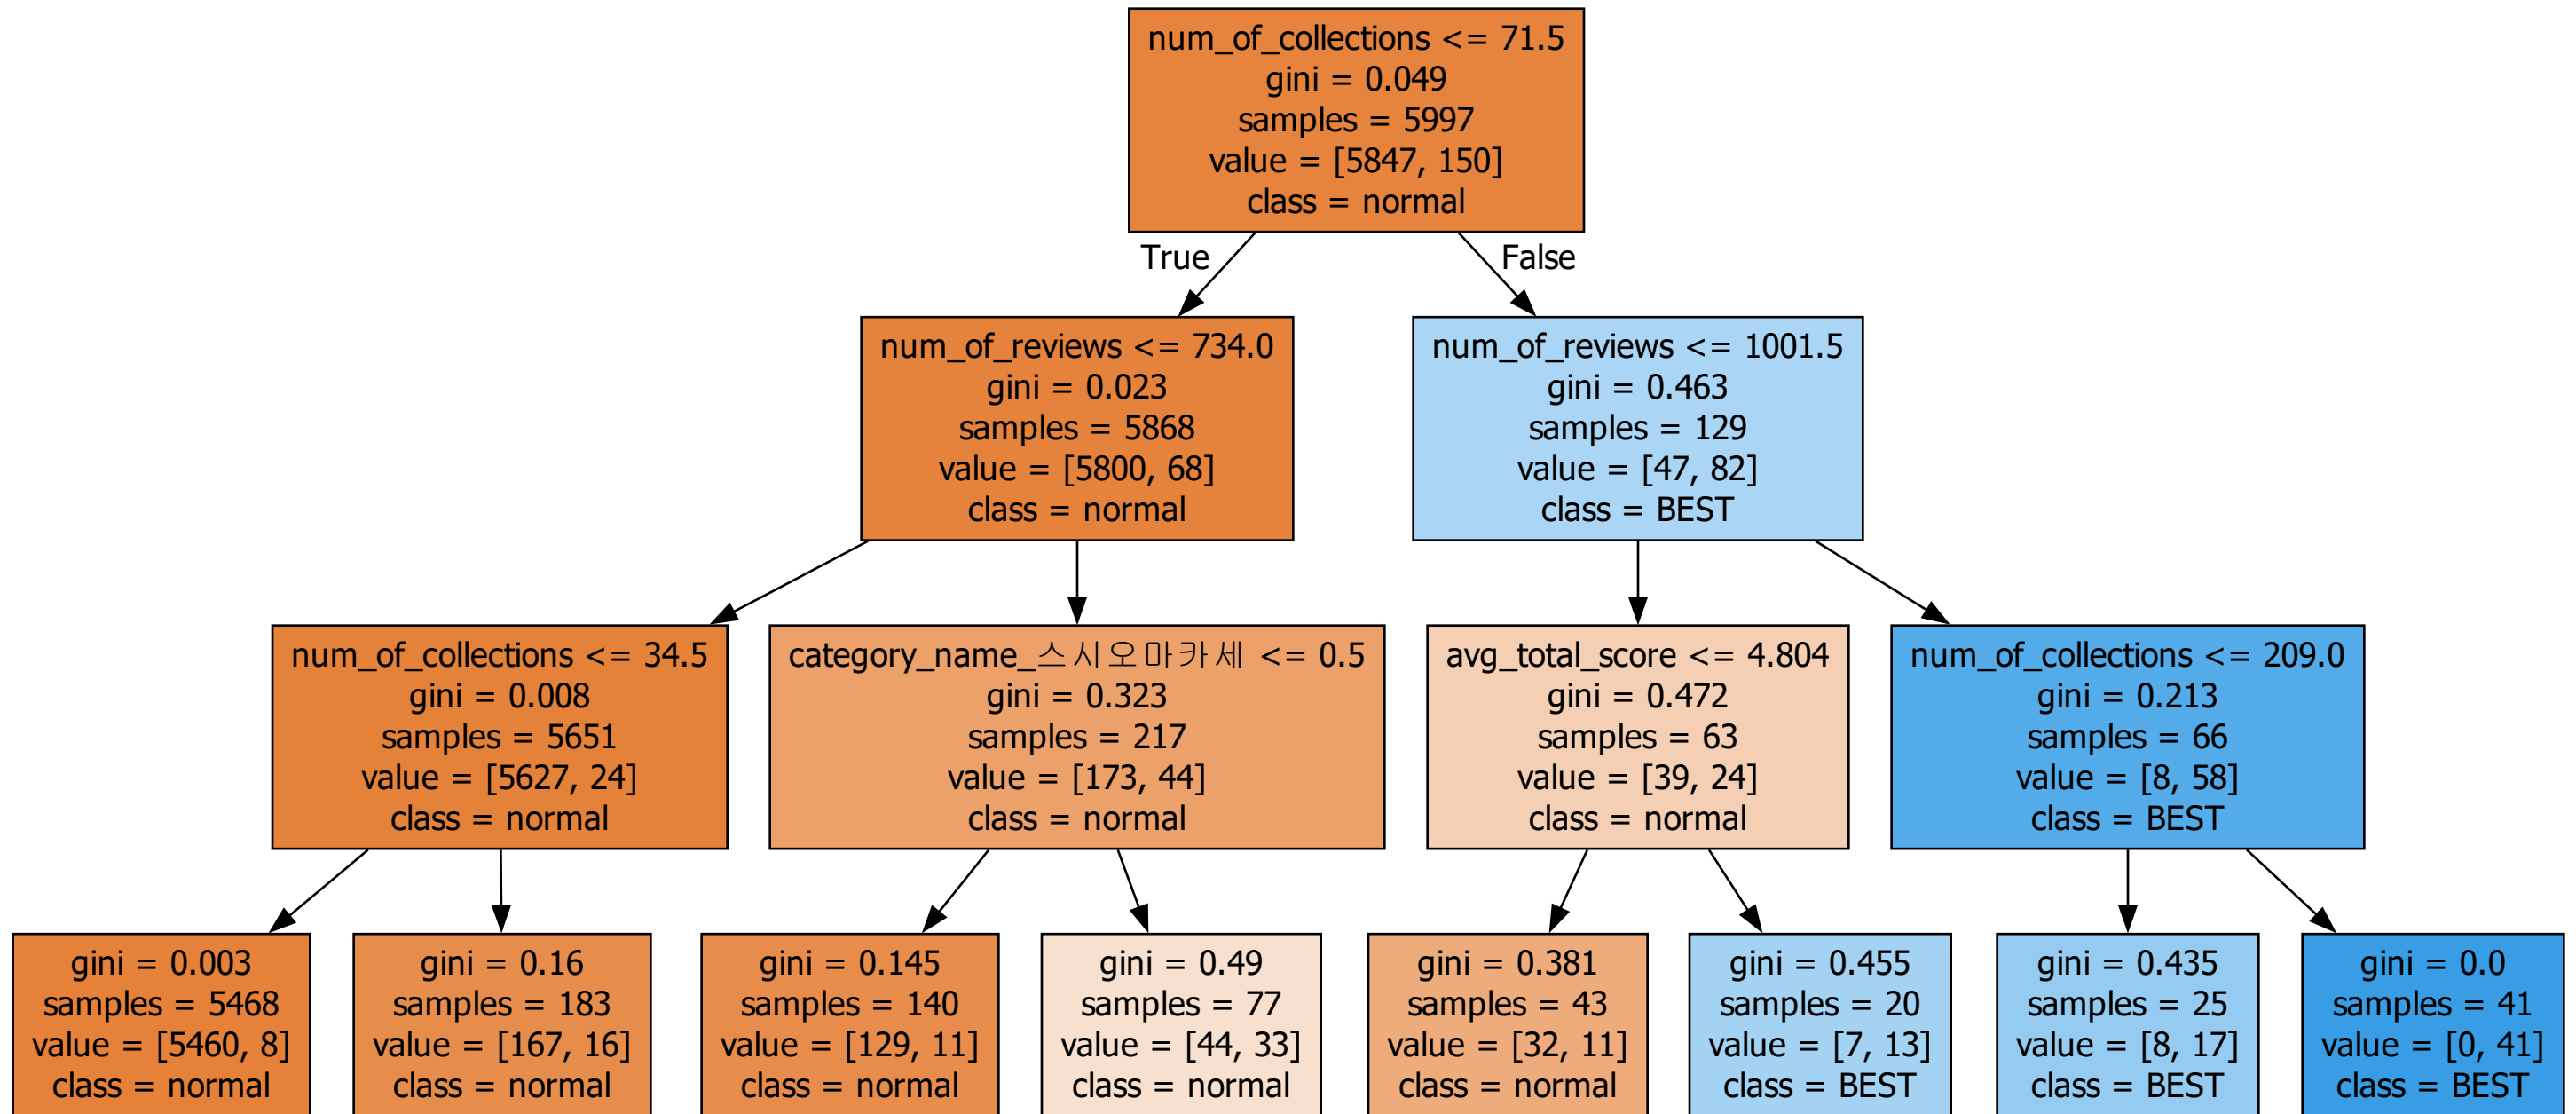 num_of_collections <= 71.5
gini = 0.049
samples = 5997
value = [5847, 150]
class = normal
True
False
num_of_reviews <= 734.0
gini = 0.023
samples = 5868
value = [5800, 68]
class = normal
num_of_reviews <= 1001.5
gini = 0.463
samples = 129
value = [47, 82]
class = BEST
num_of_collections <= 34.5
gini = 0.008
samples = 5651
value = [5627, 24]
class = normal
category_name_스시오마카세 <= 0.5
gini = 0.323
samples = 217
value = [173, 44]
class = normal
avg_total_score <= 4.804
gini = 0.472
samples = 63
value = [39, 24]
class = normal
num_of_collections <= 209.0
gini = 0.213
samples = 66
value = [8, 58]
class = BEST
gini = 0.003
samples = 5468
value = [5460, 8]
class = normal
gini = 0.16
samples = 183
value = [167, 16]
class = normal
gini = 0.145
samples = 140
value = [129, 11]
class = normal
gini = 0.49
samples = 77
value = [44, 33]
class = normal
gini = 0.381
samples = 43
value = [32, 11]
class = normal
gini = 0.455
samples = 20
value = [7, 13]
class = BEST
gini = 0.435
samples = 25
value = [8, 17]
class = BEST
gini = 0.0
samples = 41
value = [0, 41]
class = BEST